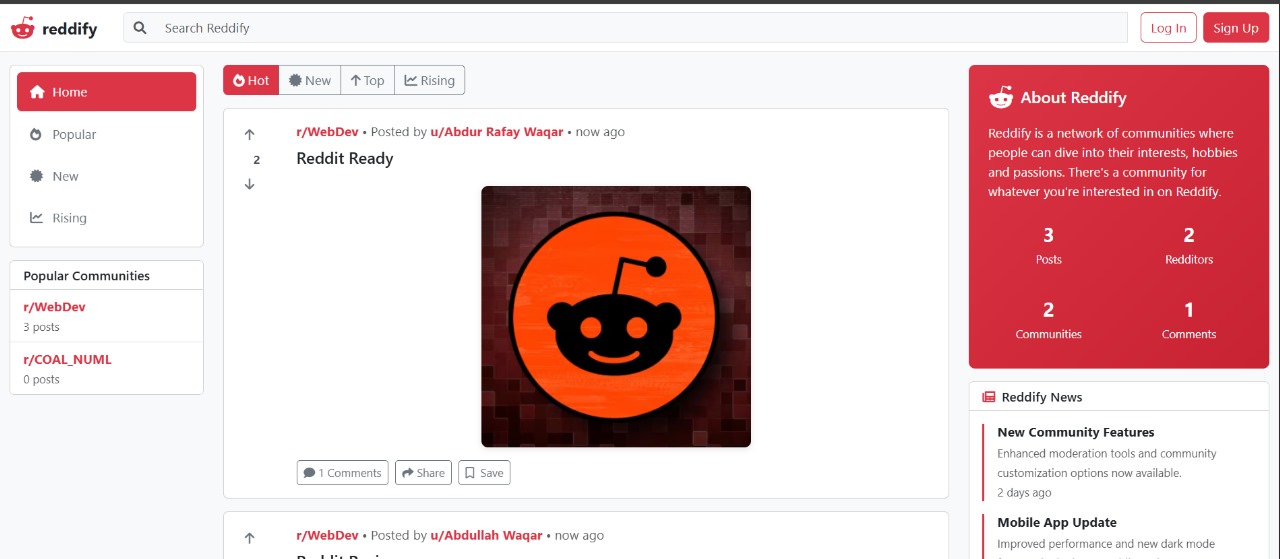 reddify
Search Reddify
Log In
Sign Up
Home
Popular
New
Rising
Popular Communities
r/WebDev
3 posts
r/COAL_NUML
0 posts
Hot
New
Top
Rising
r/WebDev • Posted by u/Abdur Rafay Waqar • now ago
2
Reddit Ready
1 Comments
Share
Save
r/WebDev • Posted by u/Abdullah Waqar • now ago
About Reddify
Reddify is a network of communities where
people can dive into their interests, hobbies
and passions. There's a community for
whatever you're interested in on Reddify.
3
Posts
2
Redditors
2
Communities
1
Comments
Reddify News
New Community Features
Enhanced moderation tools and community
customization options now available.
2 days ago
Mobile App Update
Improved performance and new dark mode